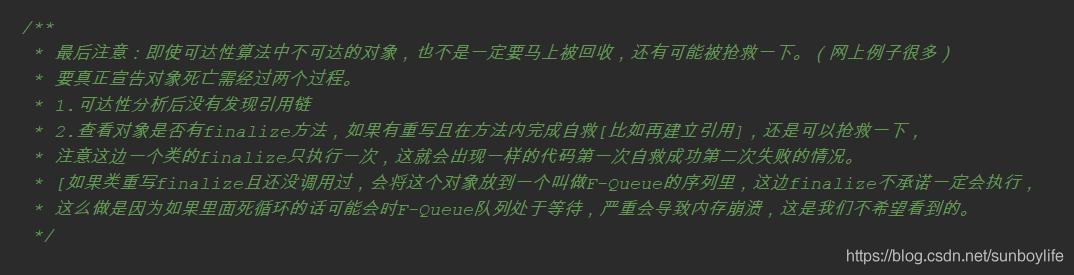 /**
* 最后注意：即使可达性算法中不可达的对象，也不是一定要马上被回收，还有可能被抢救一下。（网上例子很多）
* 要真正宣告对象死亡需经过两个过程。
* 1.可达性分析后没有发现引用链
* 2.查看对象是否有finalize方法，如果有重写且在方法内完成自救[比如再建立引用]，还是可以抢救一下，
* 注意这边一个类的finalize只执行一次，这就会出现一样的代码第一次自救成功第二次失败的情况。
* [如果类重写finalize且还没调用过，会将这个对象放到一个叫做F-Queue的序列里，这边finalize不承诺一定会执行，
* 这么做是因为如果里面死循环的话可能会时F-Queue队列处于等待，严重会导致内存崩溃，这是我们不希望看到的。
*/
https://blog.csdn.net/sunboylife